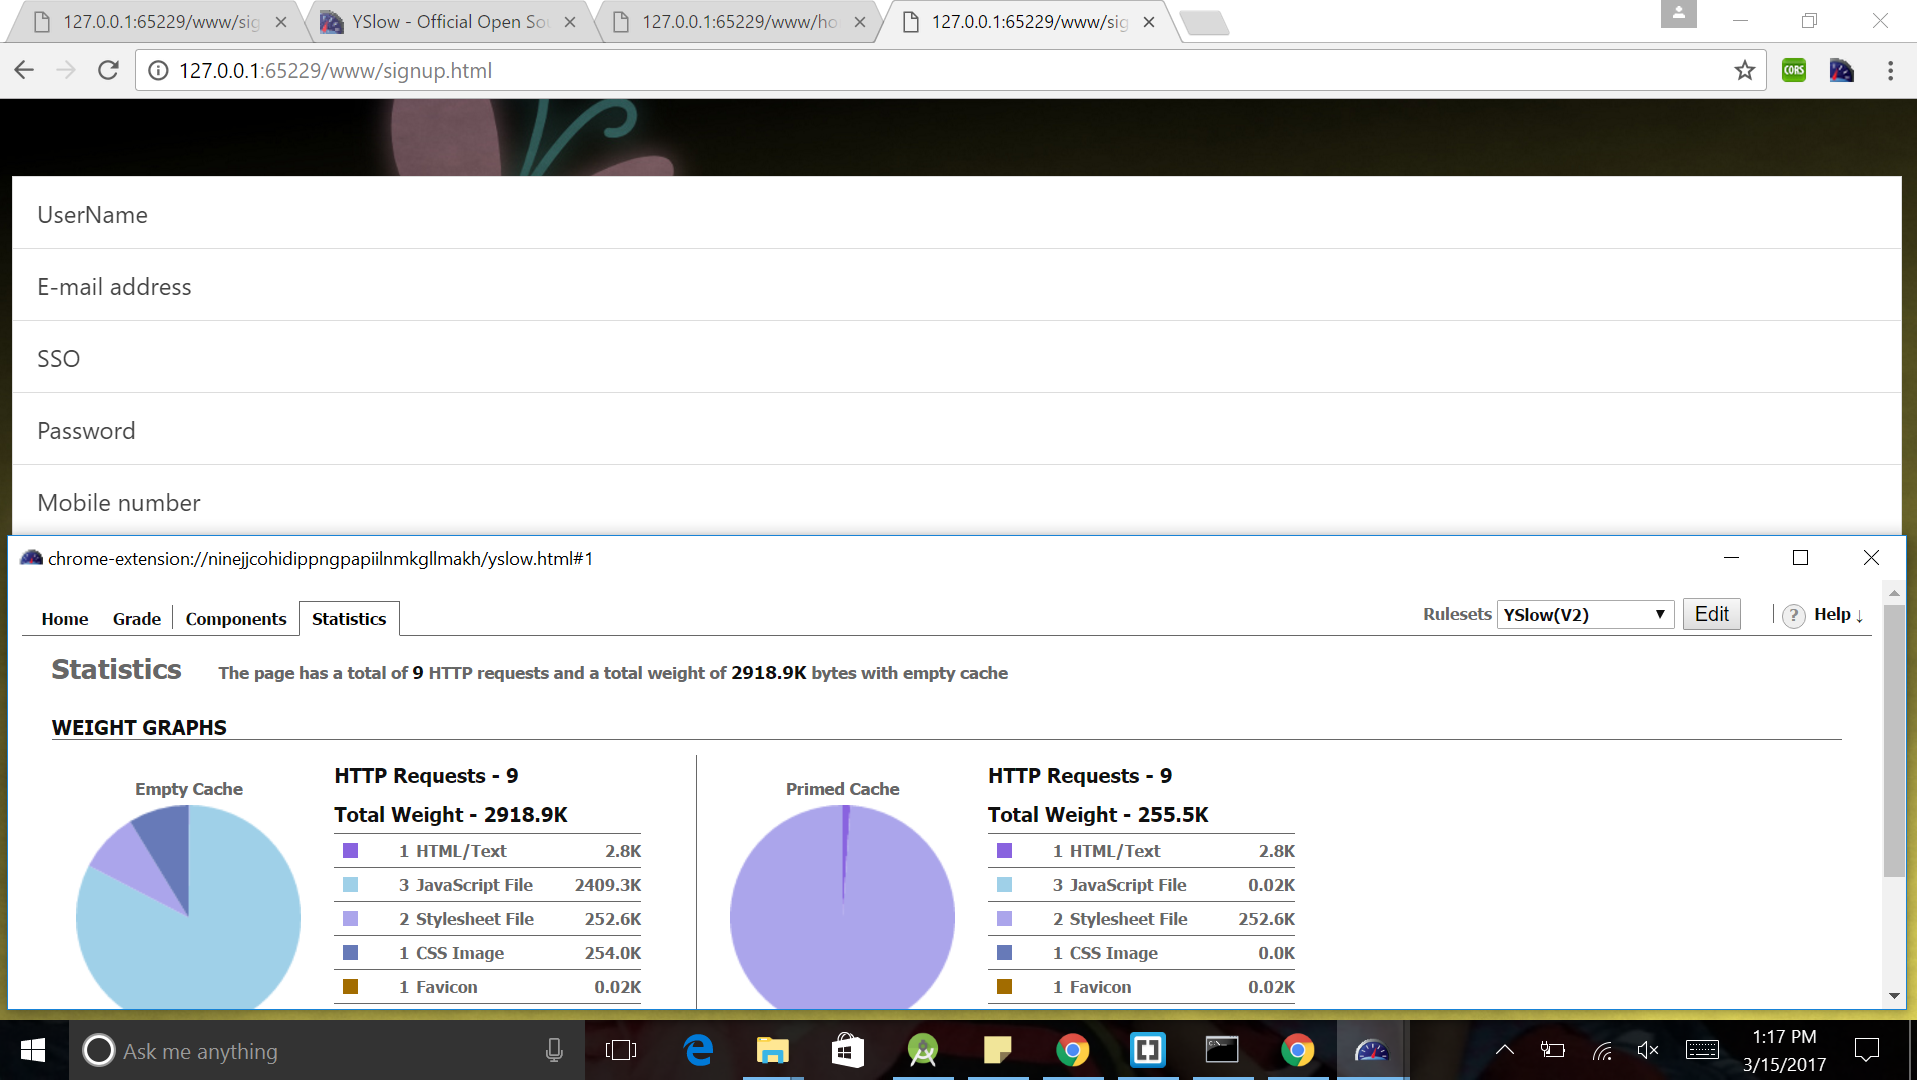 127.0.0.1:65229/www/sig
YSlow - Official Open Sou
127.0.0.1:65229/www/ho
127.0.0.1:65229/www/sig
127.0.0.1:65229/www/signup.html
CORS
UserName
E-mail address
SSO
Password
Mobile number
chrome-extension://ninejjcohidippngpapiilnmkgllmakh/yslow.html#1
Home Grade Components Statistics
Rulesets YSlow(V2) ▼ Edit ? Help ↓
Statistics The page has a total of 9 HTTP requests and a total weight of 2918.9K bytes with empty cache
WEIGHT GRAPHS
Empty Cache
HTTP Requests - 9
Total Weight - 2918.9K
1 HTML/Text 2.8K
3 JavaScript File 2409.3K
2 Stylesheet File 252.6K
1 CSS Image 254.0K
1 Favicon 0.02K
Primed Cache
HTTP Requests - 9
Total Weight - 255.5K
1 HTML/Text 2.8K
3 JavaScript File 0.02K
2 Stylesheet File 252.6K
1 CSS Image 0.0K
1 Favicon 0.02K
Ask me anything
1:17 PM
3/15/2017